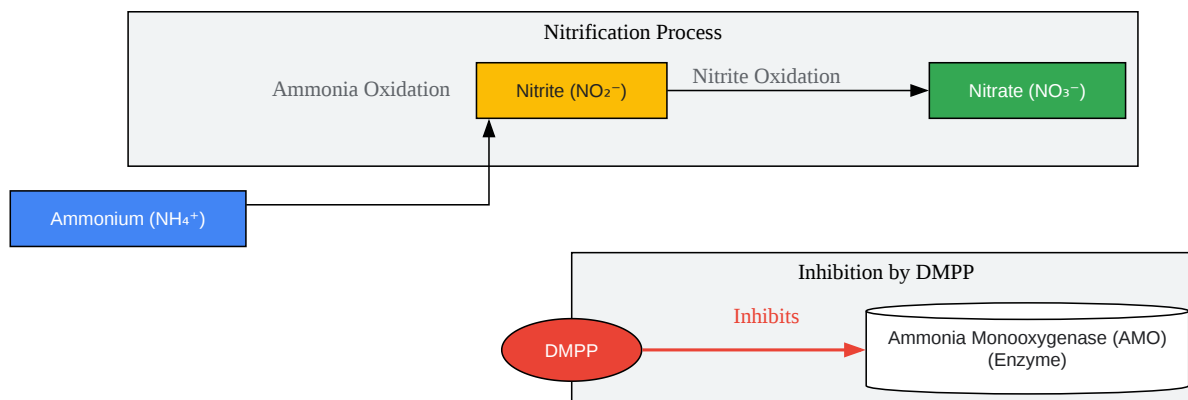 Nitrification Process
Ammonia Oxidation
Nitrite (NO₂⁻)
Nitrite Oxidation
Nitrate (NO₃⁻)
Ammonium (NH₄⁺)
Inhibition by DMPP
DMPP
Inhibits
Ammonia Monooxygenase (AMO)
(Enzyme)